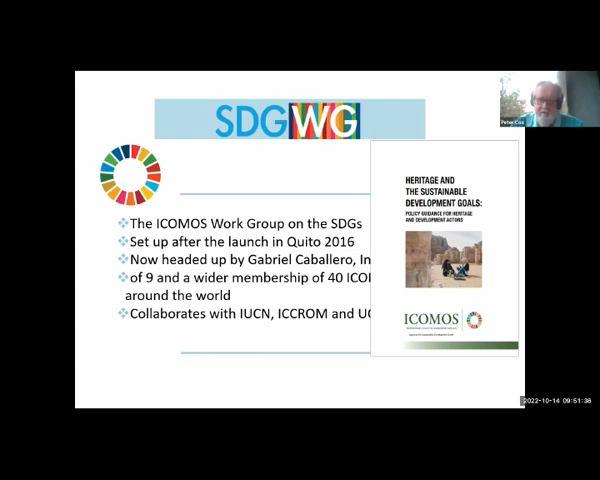 SDGWG
Peter Cox
HERITAGE AND
THE SUSTAINABLE
DEVELOPMENT GOALS:
POLICY GUIDANCE FOR HERITAGE
AND DEVELOPMENT ACTORS
❖The ICOMOS Work Group on the SDGs
❖Set up after the launch in Quito 2016
❖Now headed up by Gabriel Caballero, In
❖of 9 and a wider membership of 40 ICO
around the world
❖Collaborates with IUCN, ICCROM and U
ICOMOS
2022-10-14 09:51:36